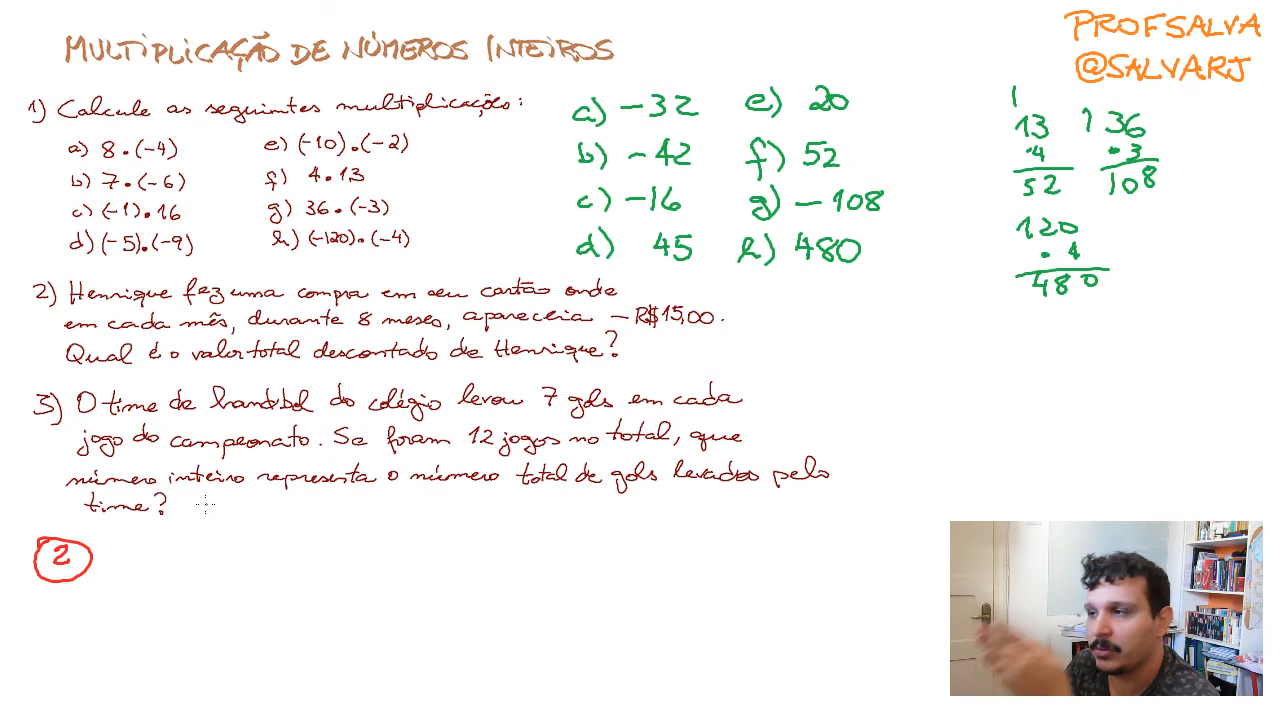 MULTIPLICAÇÃO DE NÚMEROS INTEIROS
PROFSALVA
@SALVARJ
1) Calcule as seguintes multiplicações:
a) 8 . (-4)
e) (-10) . (-2)
b) 7 . (-6)
f) 4 . 13
c) (-1) . 16
g) 36 . (-3)
d) (-5) . (-9)
h) (-120) . (-4)
a) -32
e) 20
b) -42
f) 52
c) -16
g) -108
d) 45
h) 480
1
13
. 4
52
1
36
. 3
108
120
. 4
480
2) Henrique fez uma compra em seu cartão onde
em cada mês, durante 8 meses, apareceia -R$15,00.
Qual é o valor total descontado de Henrique?
3) O time de handebol do colégio levou 7 gols em cada
jogo do campeonato. Se foram 12 jogos no total, que
número inteiro representa o número total de gols levados pelo
time?
2